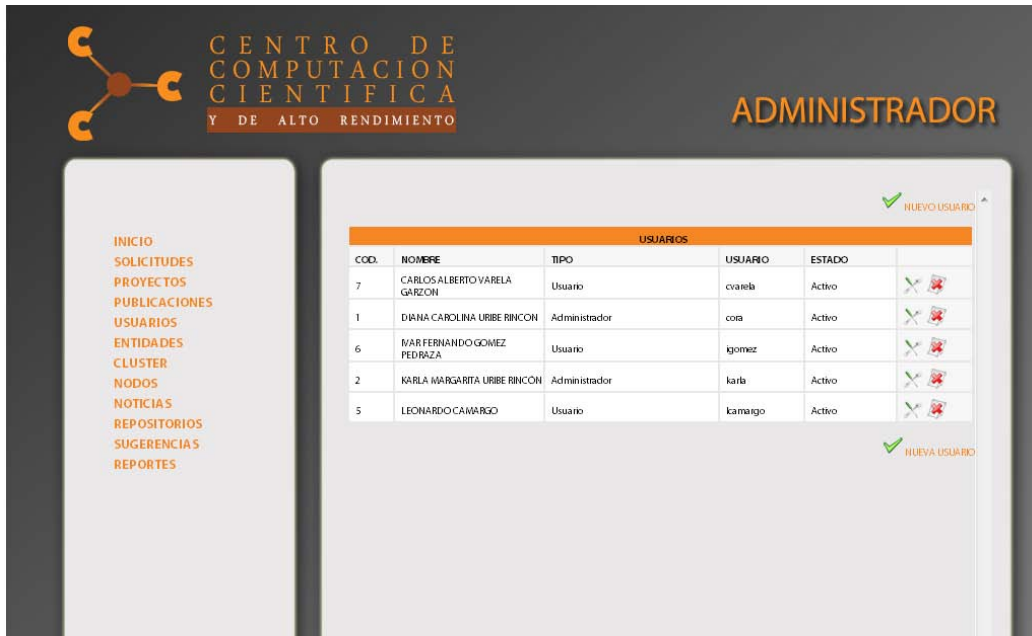 CENTRO DE
COMPUTACION
CIENTIFICA
Y DE ALTO RENDIMIENTO
ADMINISTRADOR
INICIO
SOLICITUDES
PROYECTOS
PUBLICACIONES
USUARIOS
ENTIDADES
CLUSTER
NODOS
NOTICIAS
REPOSITORIOS
SUGERENCIAS
REPORTES
NUEVO USUARIO
USUARIOS
COD. NOMBRE TIPO USUARIO ESTADO
7 CARLOS ALBERTO VARELA GARZON Usuario cvarela Activo
1 DIANA CAROLINA URIBE RINCON Administrador cora Activo
6 IVAR FERNANDO GOMEZ PEDRAZA Usuario igomez Activo
2 KARLA MARGARITA URIBE RINCÓN Administrador karla Activo
5 LEONARDO CAMARGO Usuario lcamargo Activo
NUEVA USUARIO